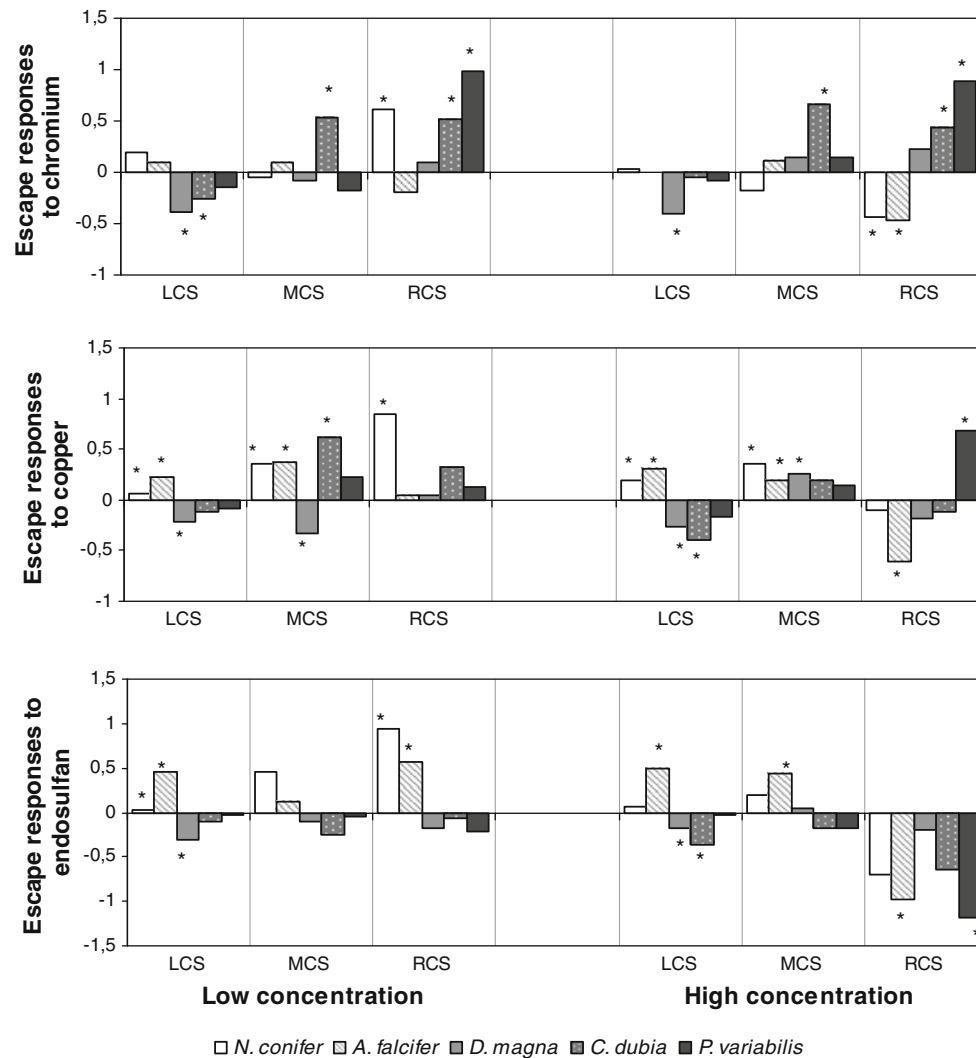 Escape responses to chromium
1,5
1
0,5
0
-0,5
-1
* * * * * *
* * * * * *
LCS MCS RCS LCS MCS RCS
Escape responses to copper
1,5
1
0,5
0
-0,5
-1
* * * * * * *
* * * * * * * * *
LCS MCS RCS LCS MCS RCS
Escape responses to endosulfan
1,5
1
0,5
0
-0,5
-1
-1,5
* * * * *
* * * * * *
LCS MCS RCS LCS MCS RCS
Low concentration High concentration
N. conifer A. falcifer D. magna C. dubia P. variabilis